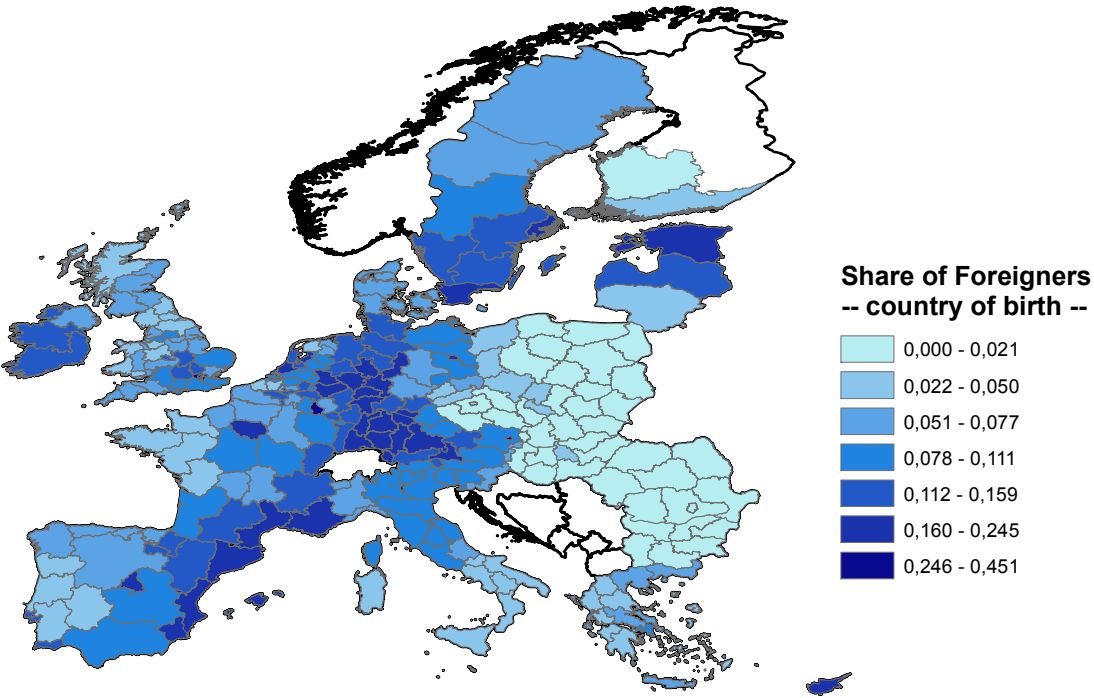 Share of Foreigners
-- country of birth --
0,000 - 0,021
0,022 - 0,050
0,051 - 0,077
0,078 - 0,111
0,112 - 0,159
0,160 - 0,245
0,246 - 0,451